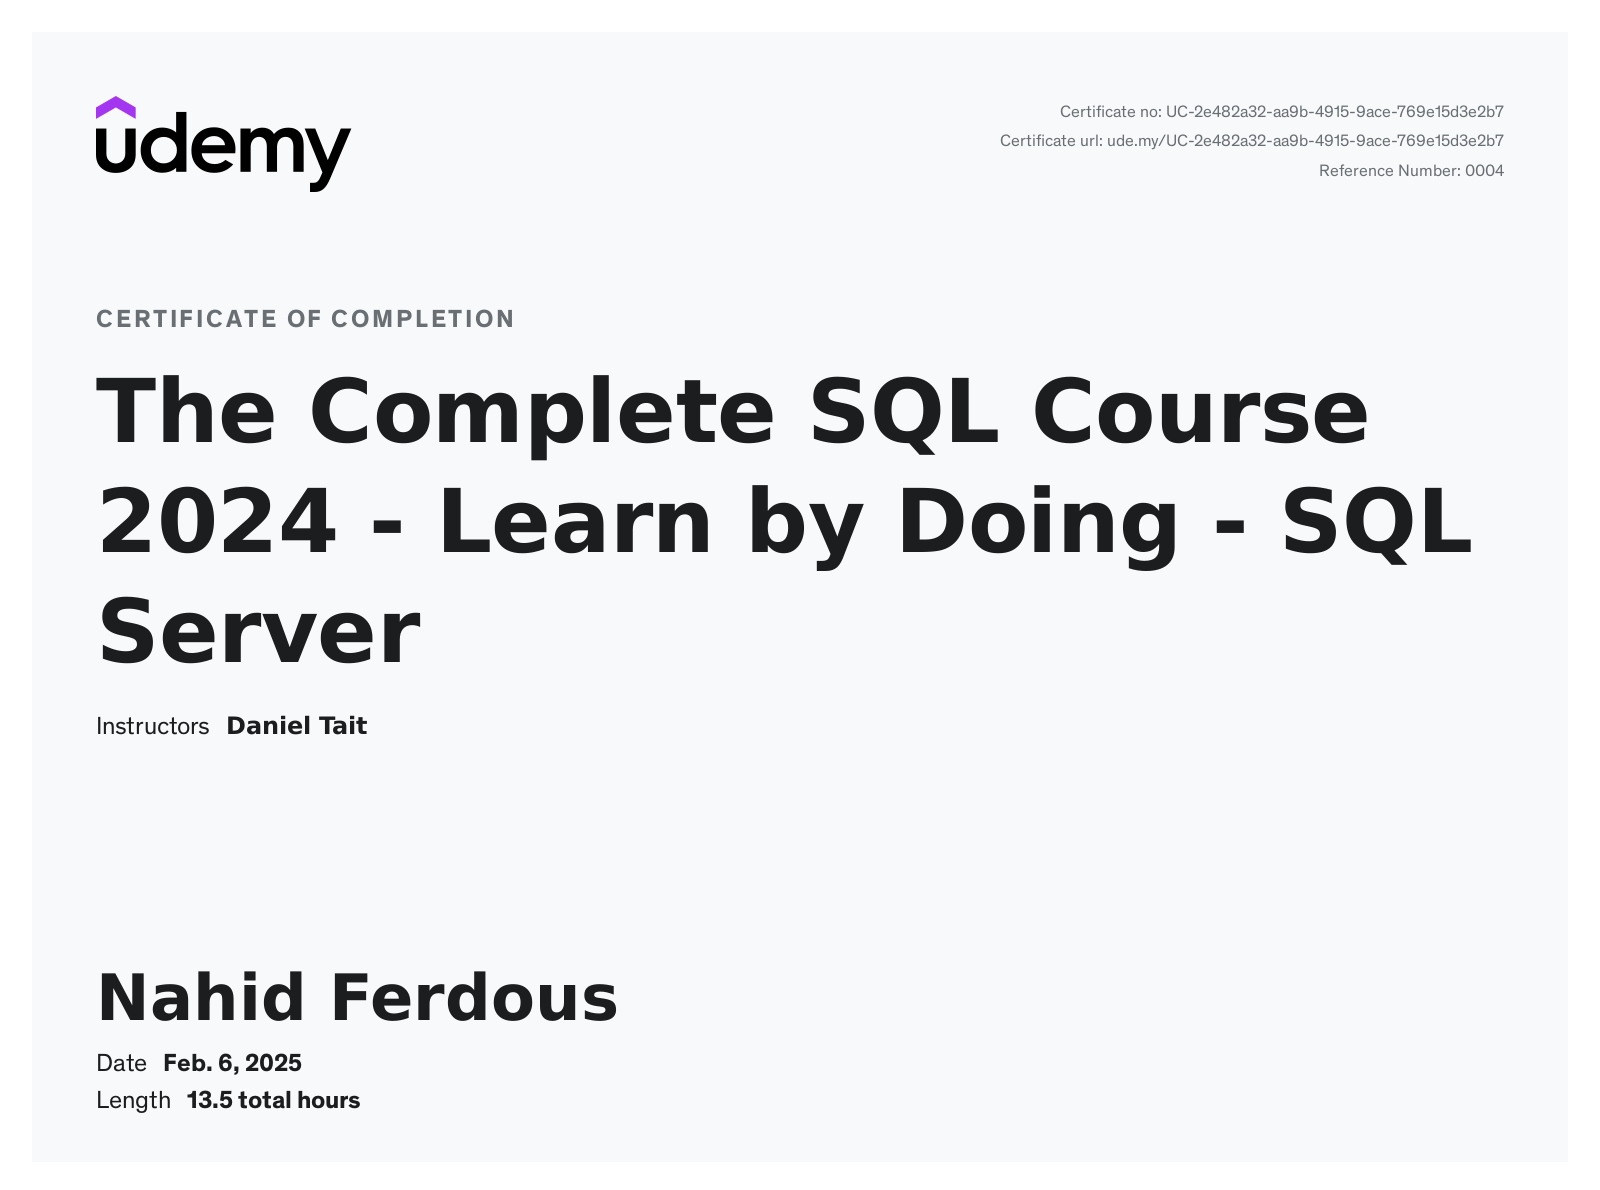 udemy
Certificate no: UC-2e482a32-aa9b-4915-9ace-769e15d3e2b7
Certificate url: ude.my/UC-2e482a32-aa9b-4915-9ace-769e15d3e2b7
Reference Number: 0004
CERTIFICATE OF COMPLETION
The Complete SQL Course
2024 - Learn by Doing - SQL
Server
Instructors Daniel Tait
Nahid Ferdous
Date Feb. 6, 2025
Length 13.5 total hours